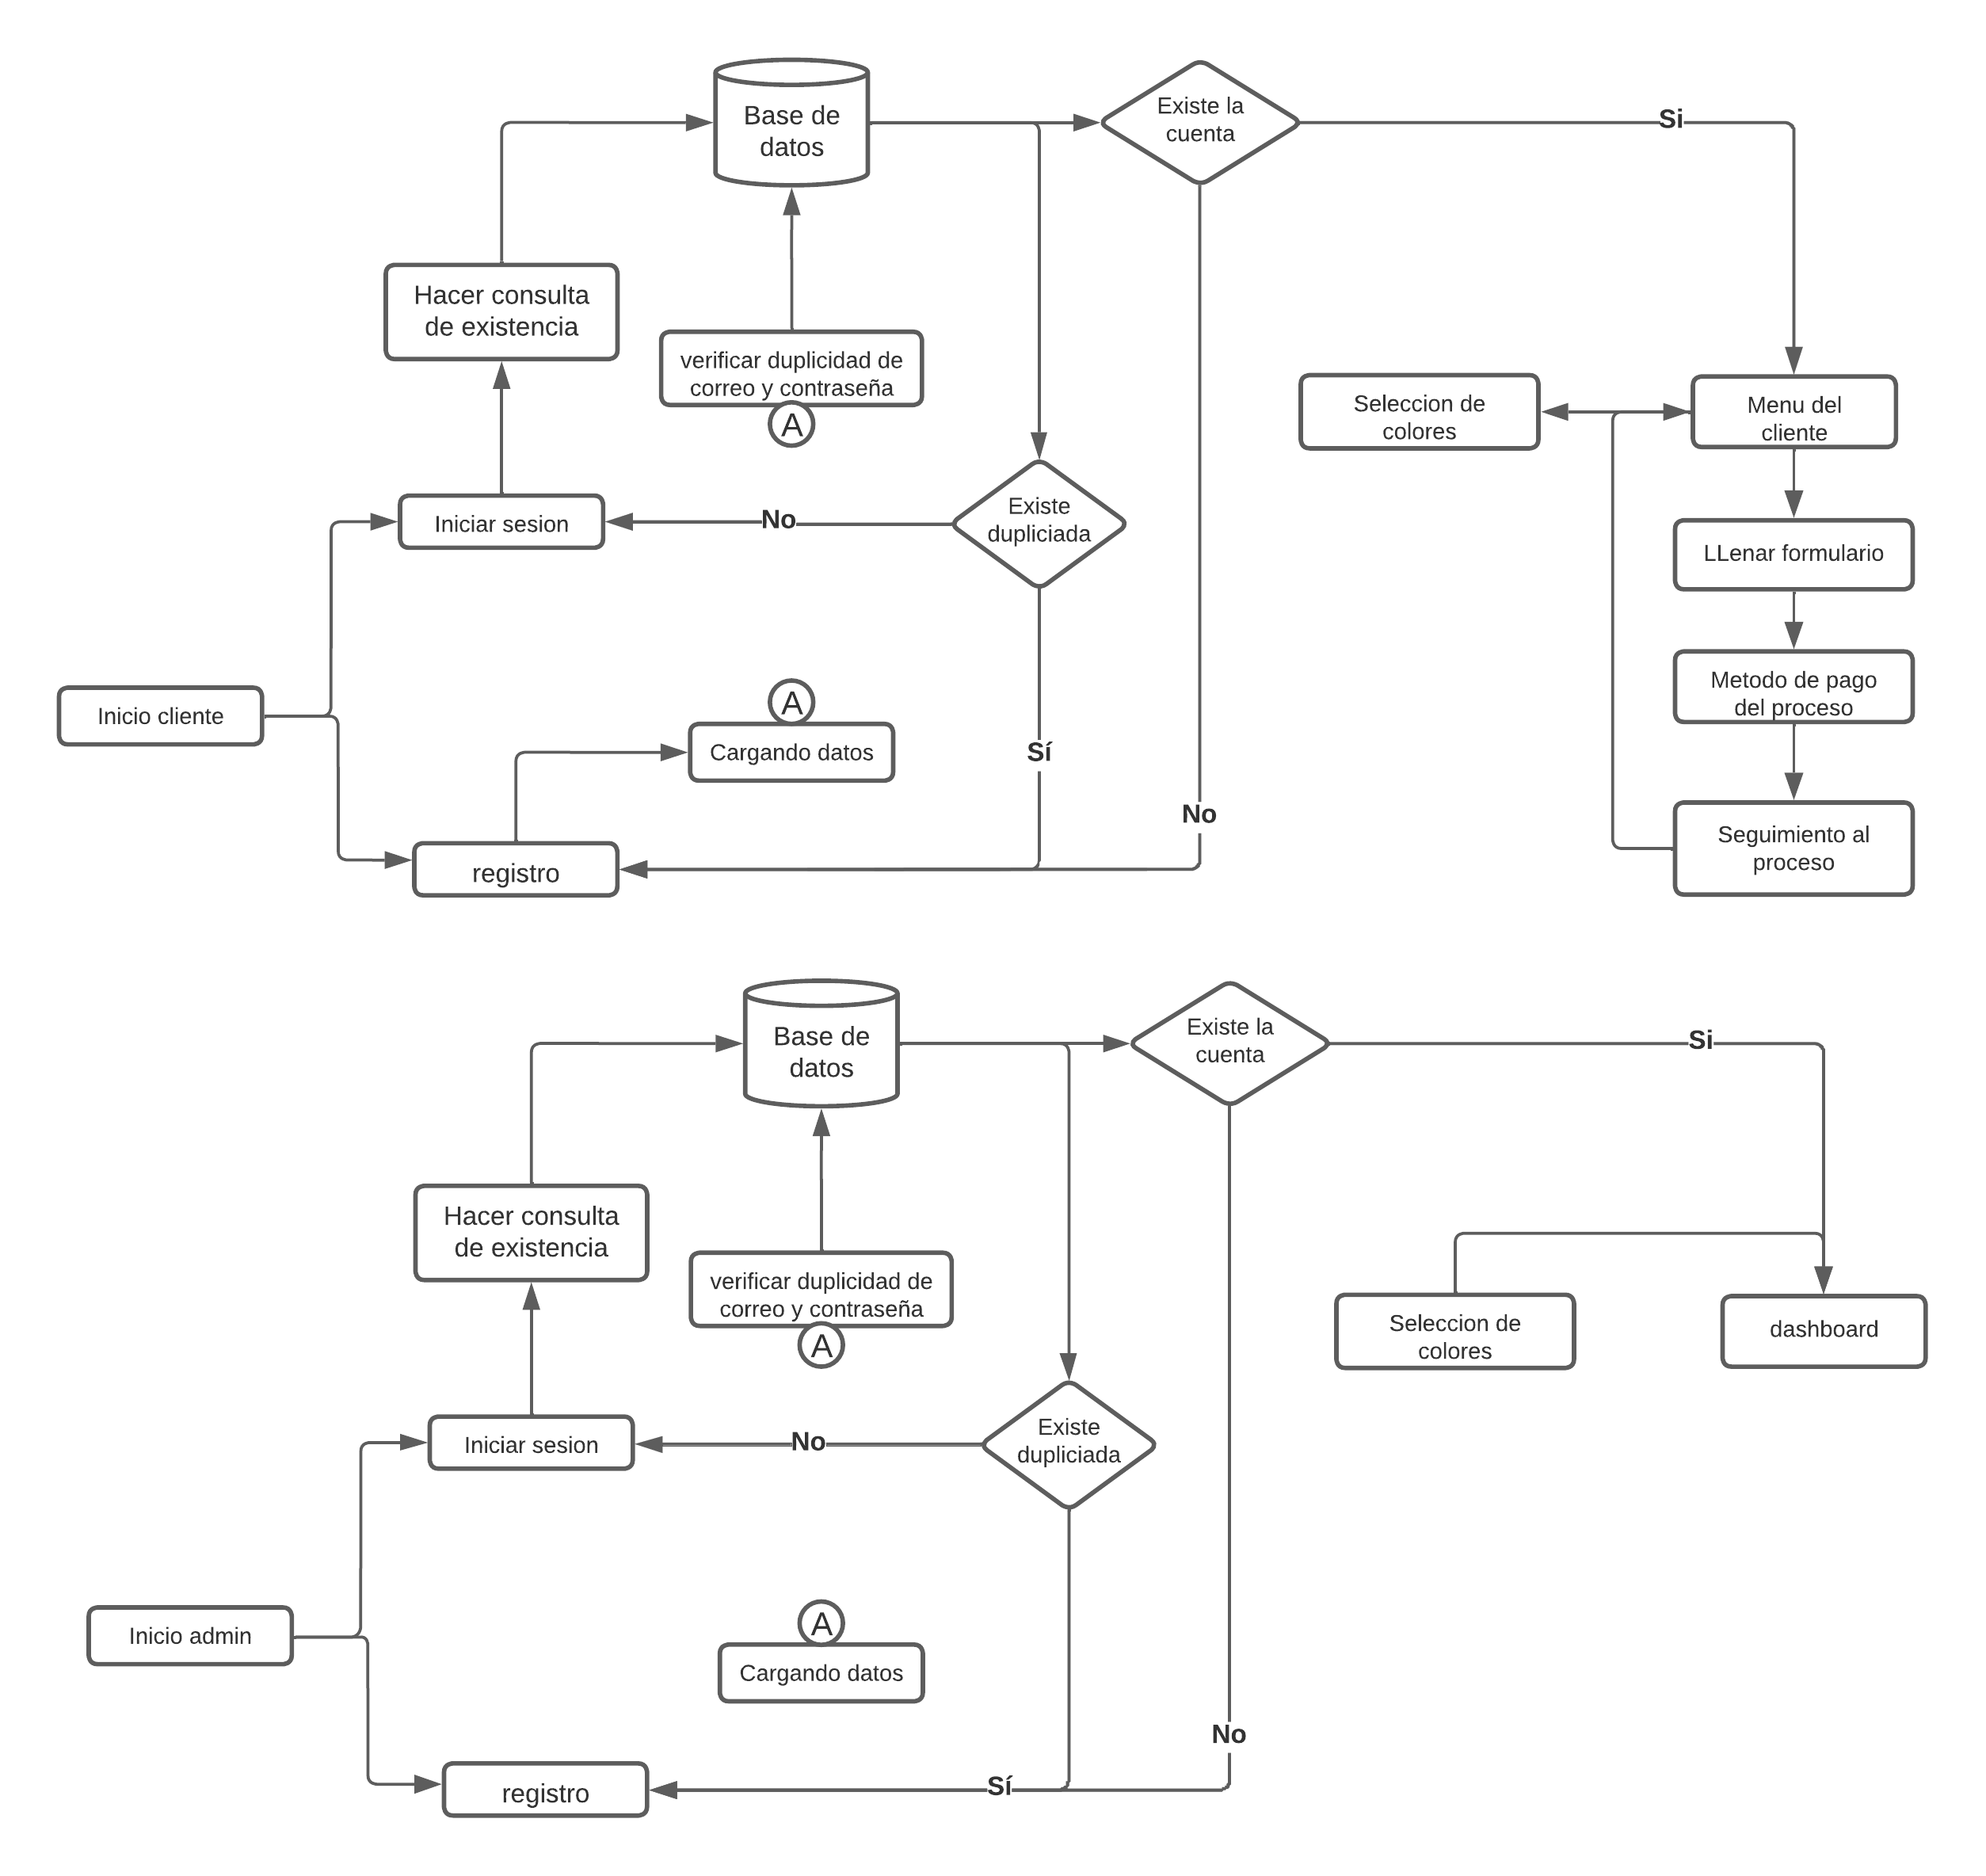 Base de
datos
Existe la
cuenta
Si
Hacer consulta
de existencia
verificar duplicidad de
correo y contraseña
A
Seleccion de
colores
Menu del
cliente
Iniciar sesion
No
Existe
dupliciada
LLenar formulario
Inicio cliente
A
Cargando datos
Sí
Metodo de pago
del proceso
No
registro
Seguimiento al
proceso
Base de
datos
Existe la
cuenta
Si
Hacer consulta
de existencia
verificar duplicidad de
correo y contraseña
A
Seleccion de
colores
dashboard
Iniciar sesion
No
Existe
dupliciada
Inicio admin
A
Cargando datos
No
registro
Sí